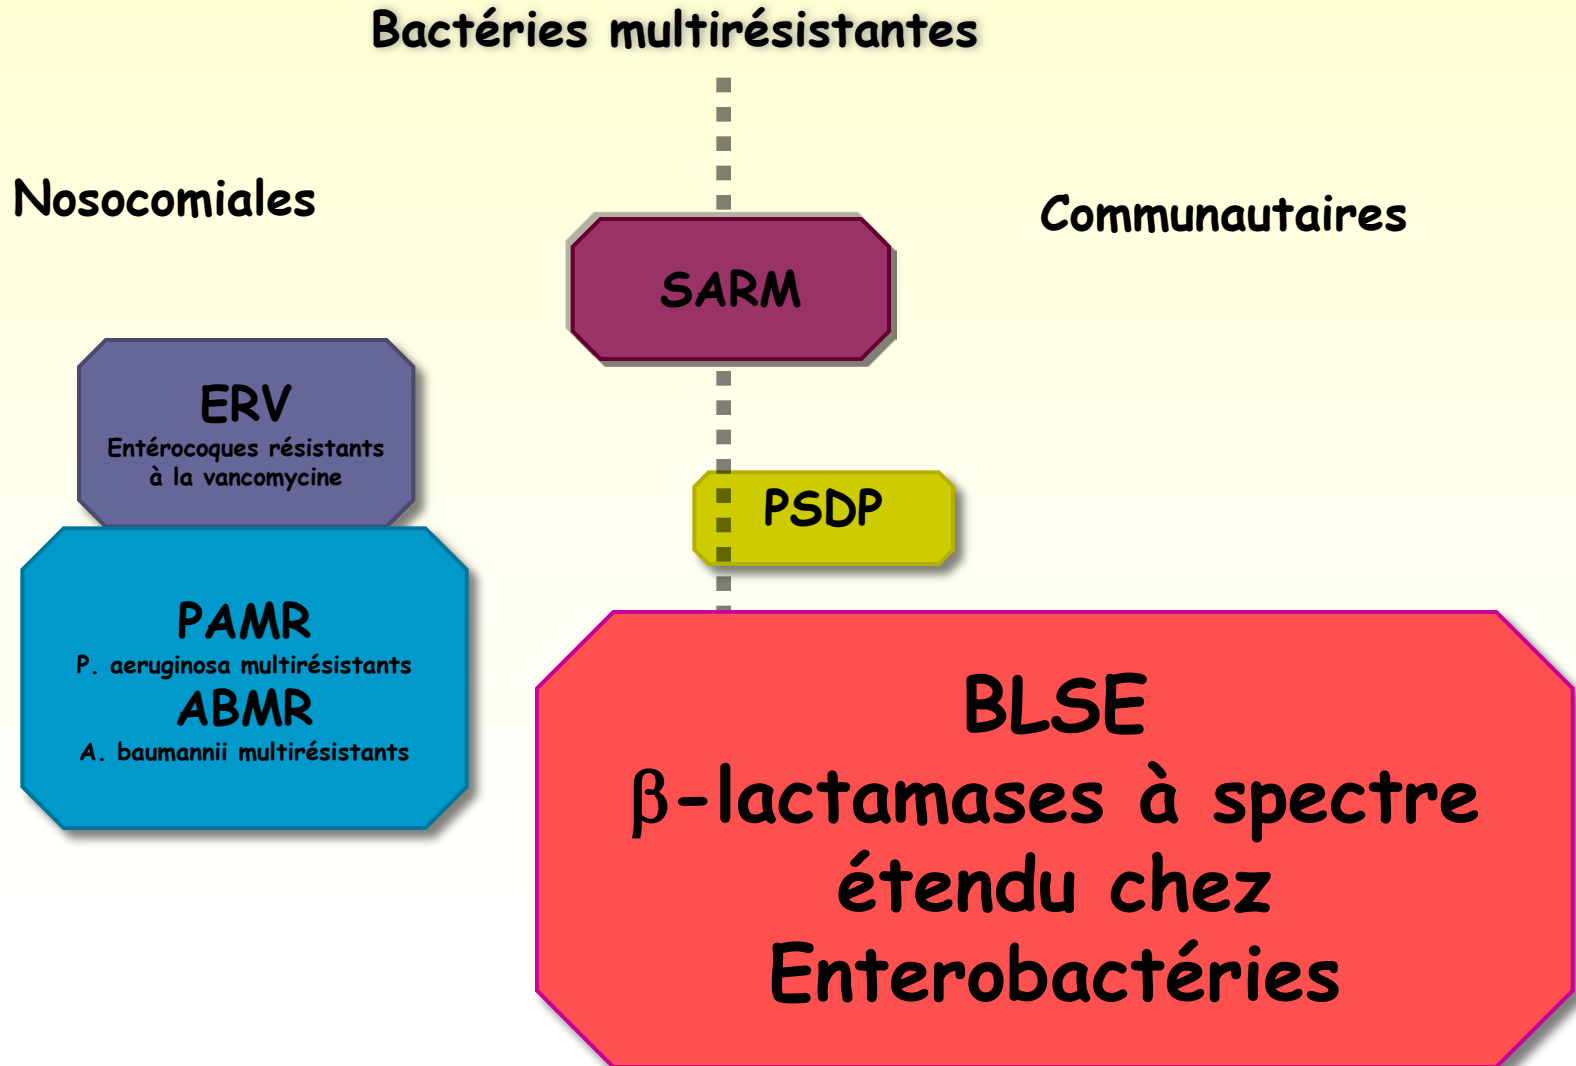 Bactéries multirésistantes
Nosocomiales
Communautaires
SARM
ERV
Entérocoques résistants
à la vancomycine
PSDP
PAMR
P. aeruginosa multirésistants
ABMR
A. baumannii multirésistants
BLSE
β-lactamases à spectre
étendu chez
Enterobactéries